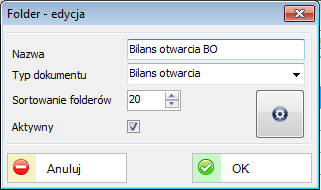 Folder - edycja
Nazwa Bilans otwarcia BO
Typ dokumentu Bilans otwarcia
Sortowanie folderów 20
Aktywny
Anuluj OK